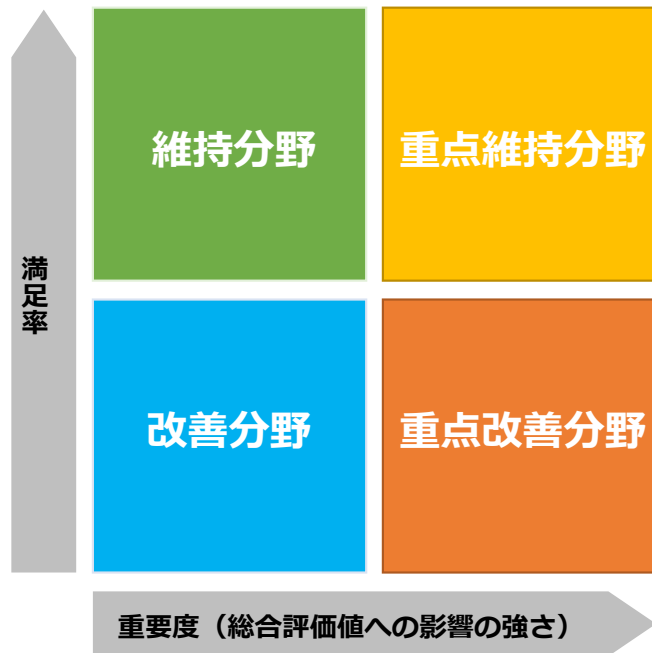 維持分野
重点維持分野
満足率
改善分野
重点改善分野
重要度（総合評価値への影響の強さ）